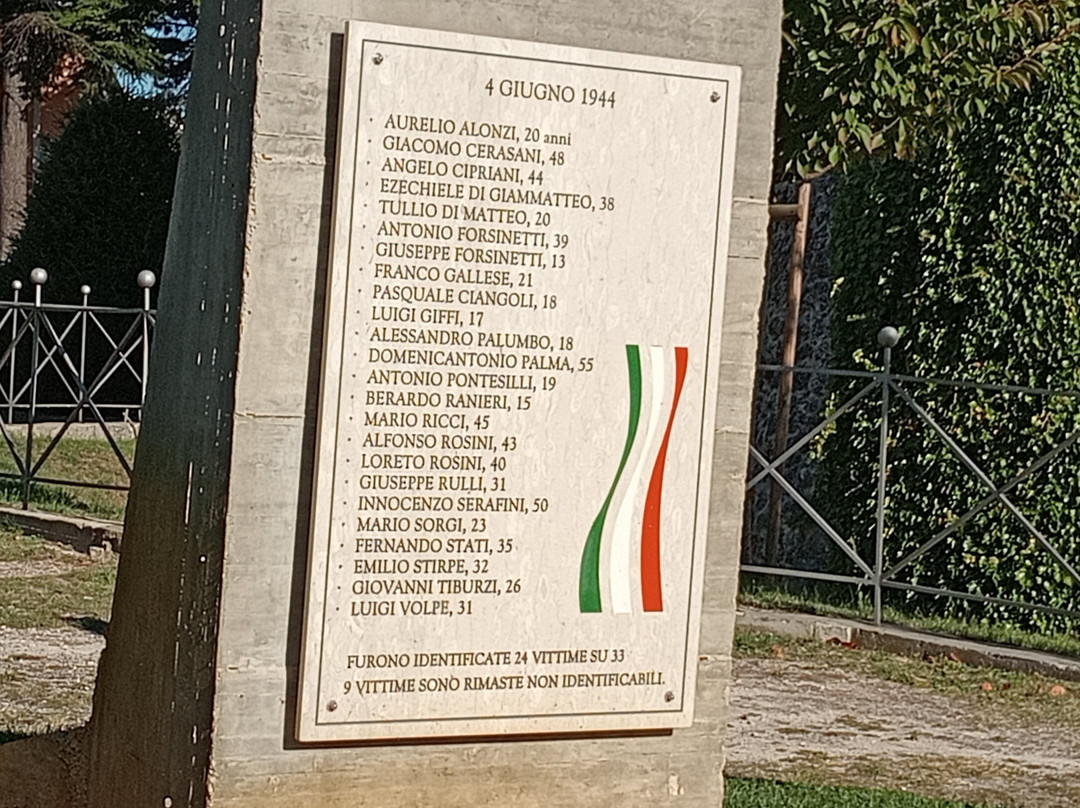 4 GIUGNO 1944
· AURELIO ALONZI, 20 anni
· GIACOMO CERASANI, 48
· ANGELO CIPRIANI, 44
· EZECHIELE DI GIAMMATTEO, 38
· TULLIO DI MATTEO, 20
· ANTONIO FORSINETTI, 39
· GIUSEPPE FORSINETTI, 13
· FRANCO GALLESE, 21
· PASQUALE CIANGOLI, 18
· LUIGI GIFFI, 17
· ALESSANDRO PALUMBO, 18
· DOMENICANTONIO PALMA, 55
· ANTONIO PONTESILLI, 19
· BERARDO RANIERI, 15
· MARIO RICCI, 45
· ALFONSO ROSINI, 43
· LORETO ROSINI, 40
· GIUSEPPE RULLI, 31
· INNOCENZO SERAFINI, 50
· MARIO SORGI, 23
· FERNANDO STATI, 35
· EMILIO STIRPE, 32
· GIOVANNI TIBURZI, 26
· LUIGI VOLPE, 31
FURONO IDENTIFICATE 24 VITTIME SU 33
9 VITTIME SONO RIMASTE NON IDENTIFICABILI.